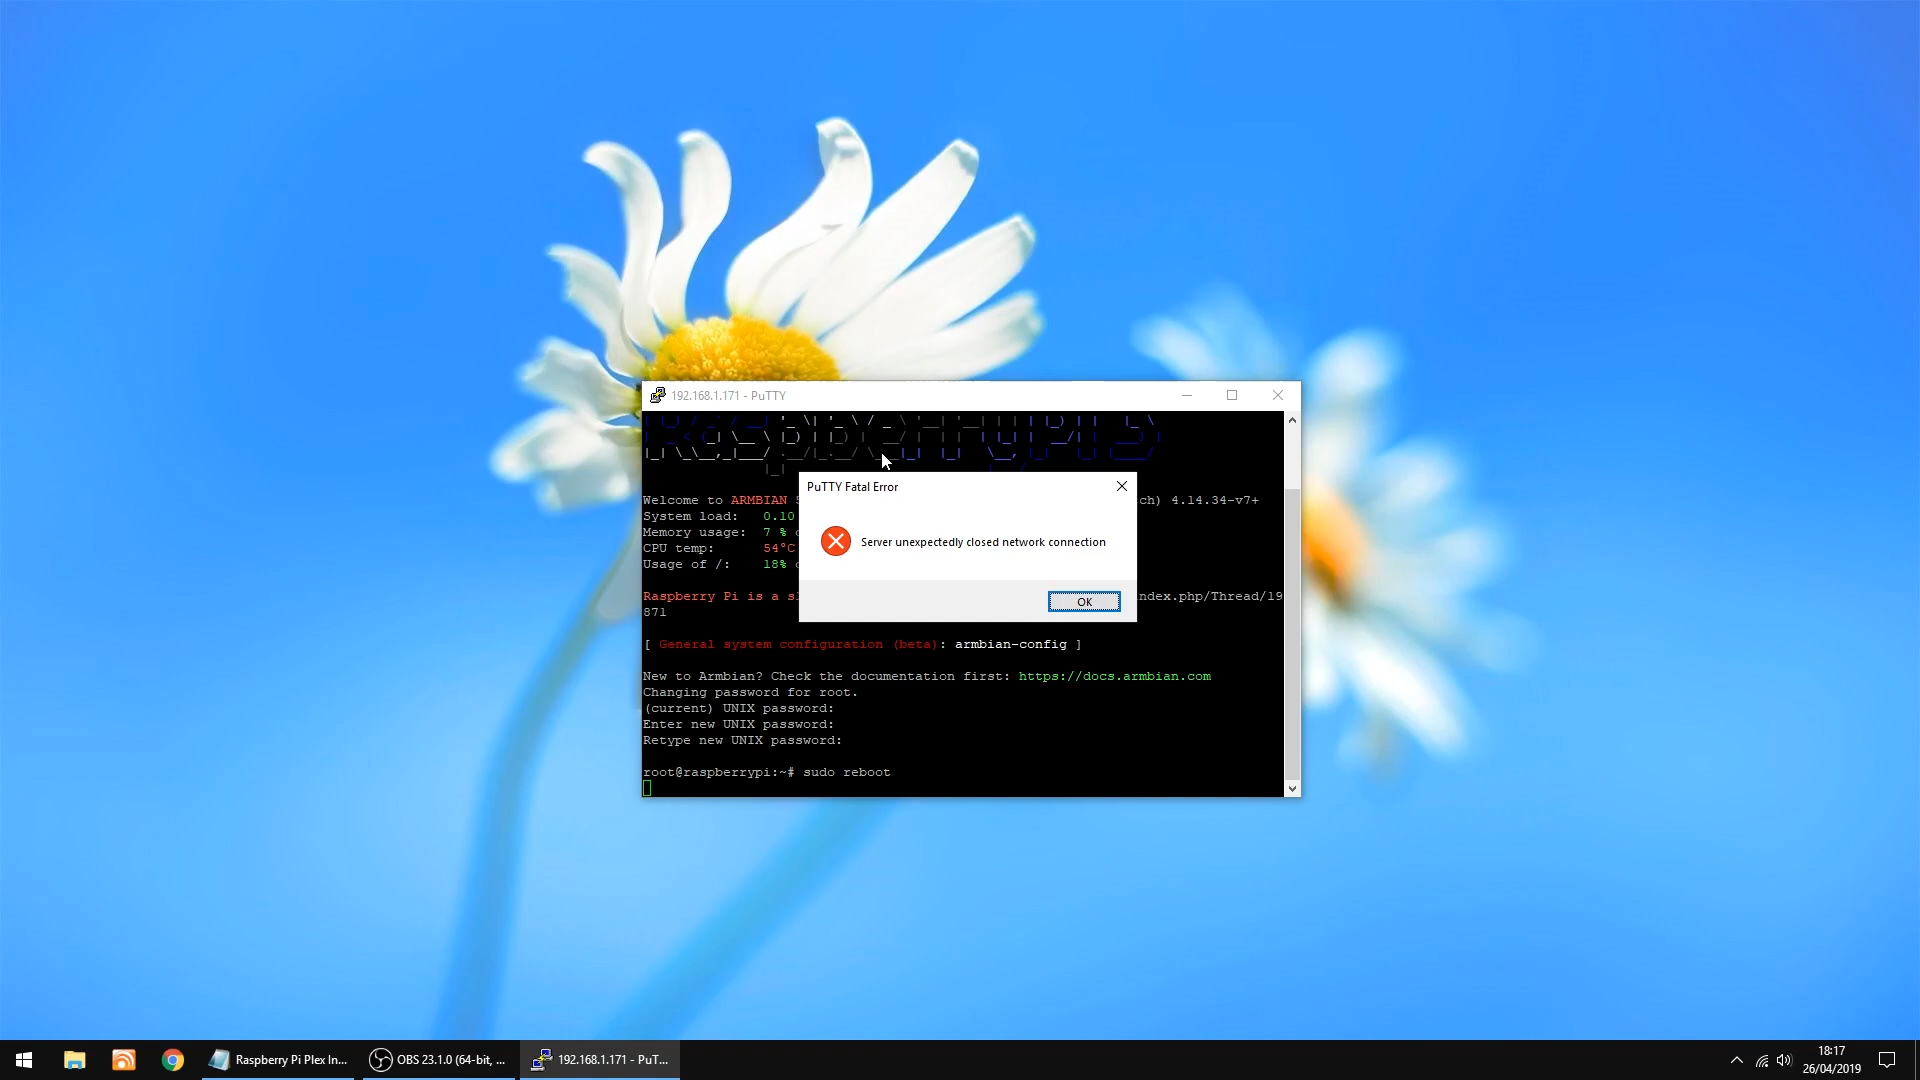 192.168.1.171 - PuTTY
Welcome to ARMBIAN
ch) 4.14.34-v7+
System load: 0.10
Memory usage: 7 %
CPU temp: 54°C
Usage of /: 18%
Raspberry Pi is a
ndex.php/Thread/19
871
[ General system configuration (beta): armbian-config ]
New to Armbian? Check the documentation first: https://docs.armbian.com
Changing password for root.
(current) UNIX password:
Enter new UNIX password:
Retype new UNIX password:
root@raspberrypi:~# sudo reboot
PuTTY Fatal Error
Server unexpectedly closed network connection
OK
Raspberry Pi Plex In...
OBS 23.1.0 (64-bit, ...
192.168.1.171 - PuT...
18:17
26/04/2019